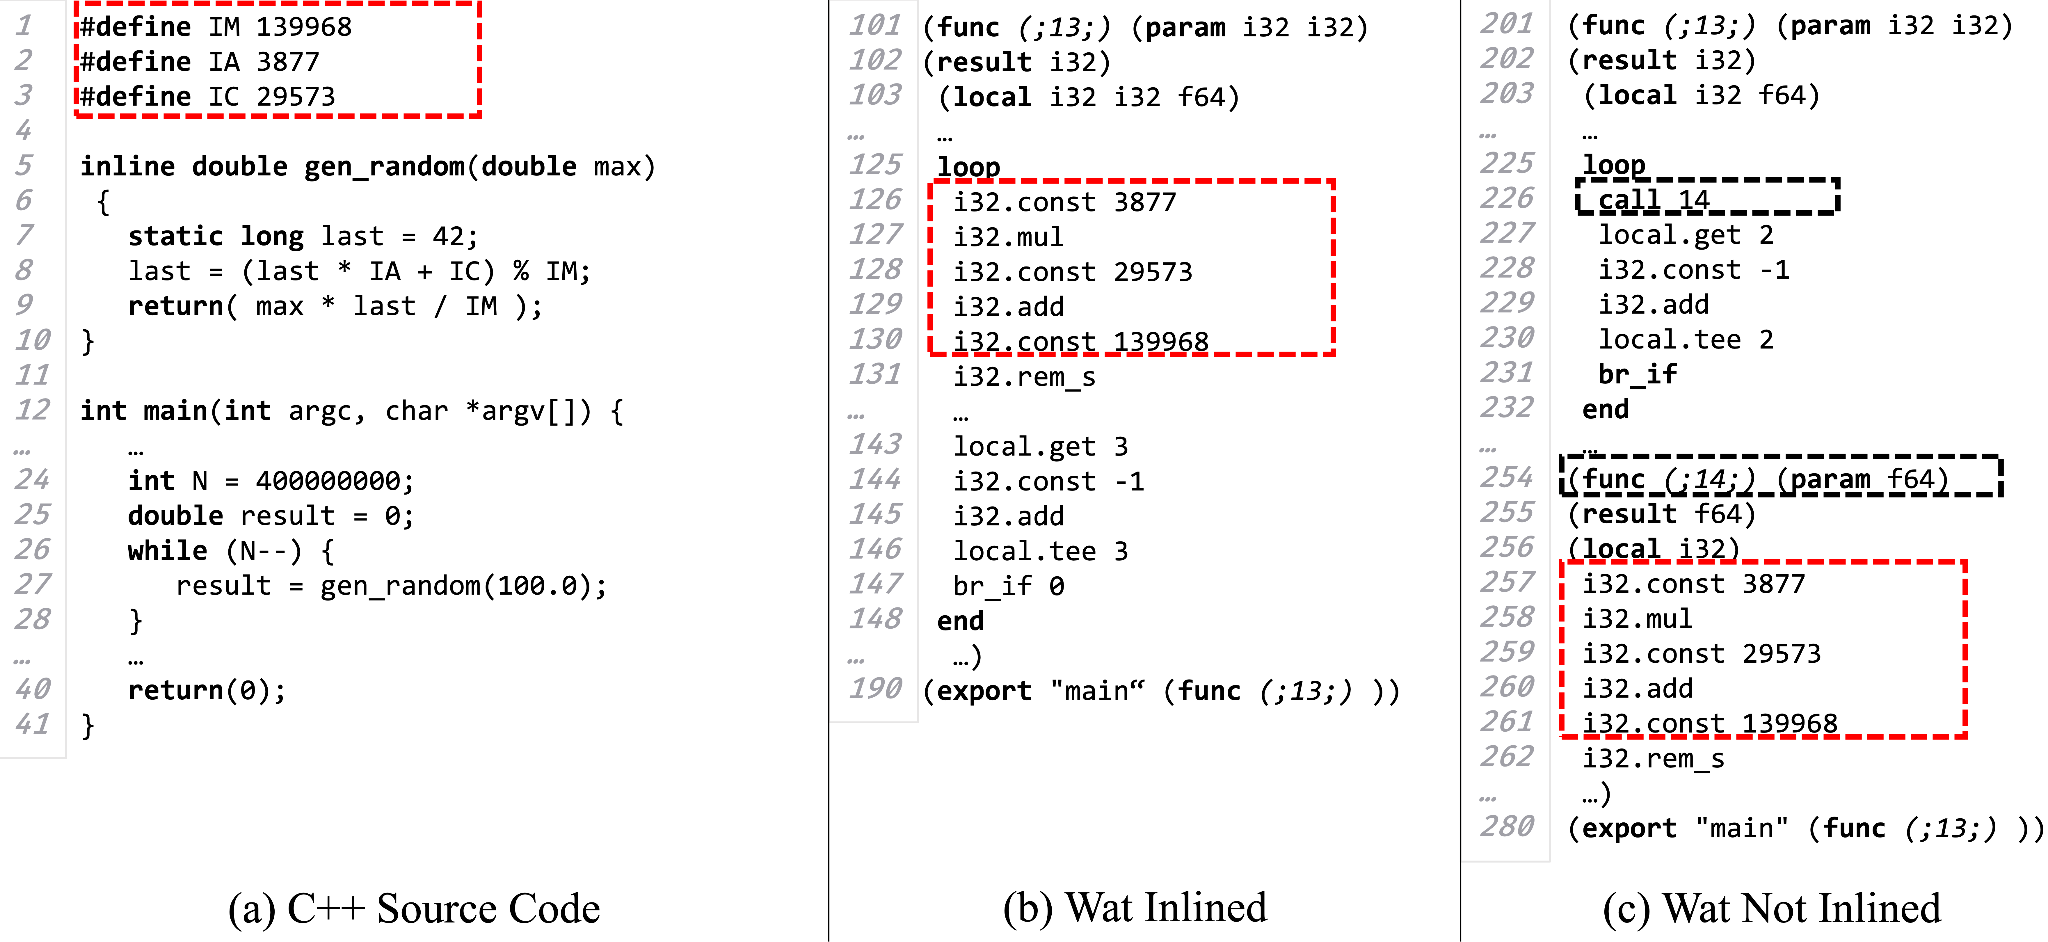 1 #define IM 139968
2 #define IA 3877
3 #define IC 29573
4
5 inline double gen_random(double max)
6 {
7 static long last = 42;
8 last = (last * IA + IC) % IM;
9 return( max * last / IM );
10 }
11
12 int main(int argc, char *argv[]) {
… …
24 int N = 400000000;
25 double result = 0;
26 while (N--) {
27 result = gen_random(100.0);
28 }
… …
40 return(0);
41 }
(a) C++ Source Code
101 (func (;13;) (param i32 i32)
102 (result i32)
103 (local i32 i32 f64)
… …
125 loop
126 i32.const 3877
127 i32.mul
128 i32.const 29573
129 i32.add
130 i32.const 139968
131 i32.rem_s
… …
143 local.get 3
144 i32.const -1
145 i32.add
146 local.tee 3
147 br_if 0
148 end
… …)
190 (export "main“ (func (;13;) ))
(b) Wat Inlined
201 (func (;13;) (param i32 i32)
202 (result i32)
203 (local i32 f64)
… …
225 loop
226 call 14
227 local.get 2
228 i32.const -1
229 i32.add
230 local.tee 2
231 br_if
232 end
… …
254 (func (;14;) (param f64)
255 (result f64)
256 (local i32)
257 i32.const 3877
258 i32.mul
259 i32.const 29573
260 i32.add
261 i32.const 139968
262 i32.rem_s
… …)
280 (export "main" (func (;13;) ))
(c) Wat Not Inlined